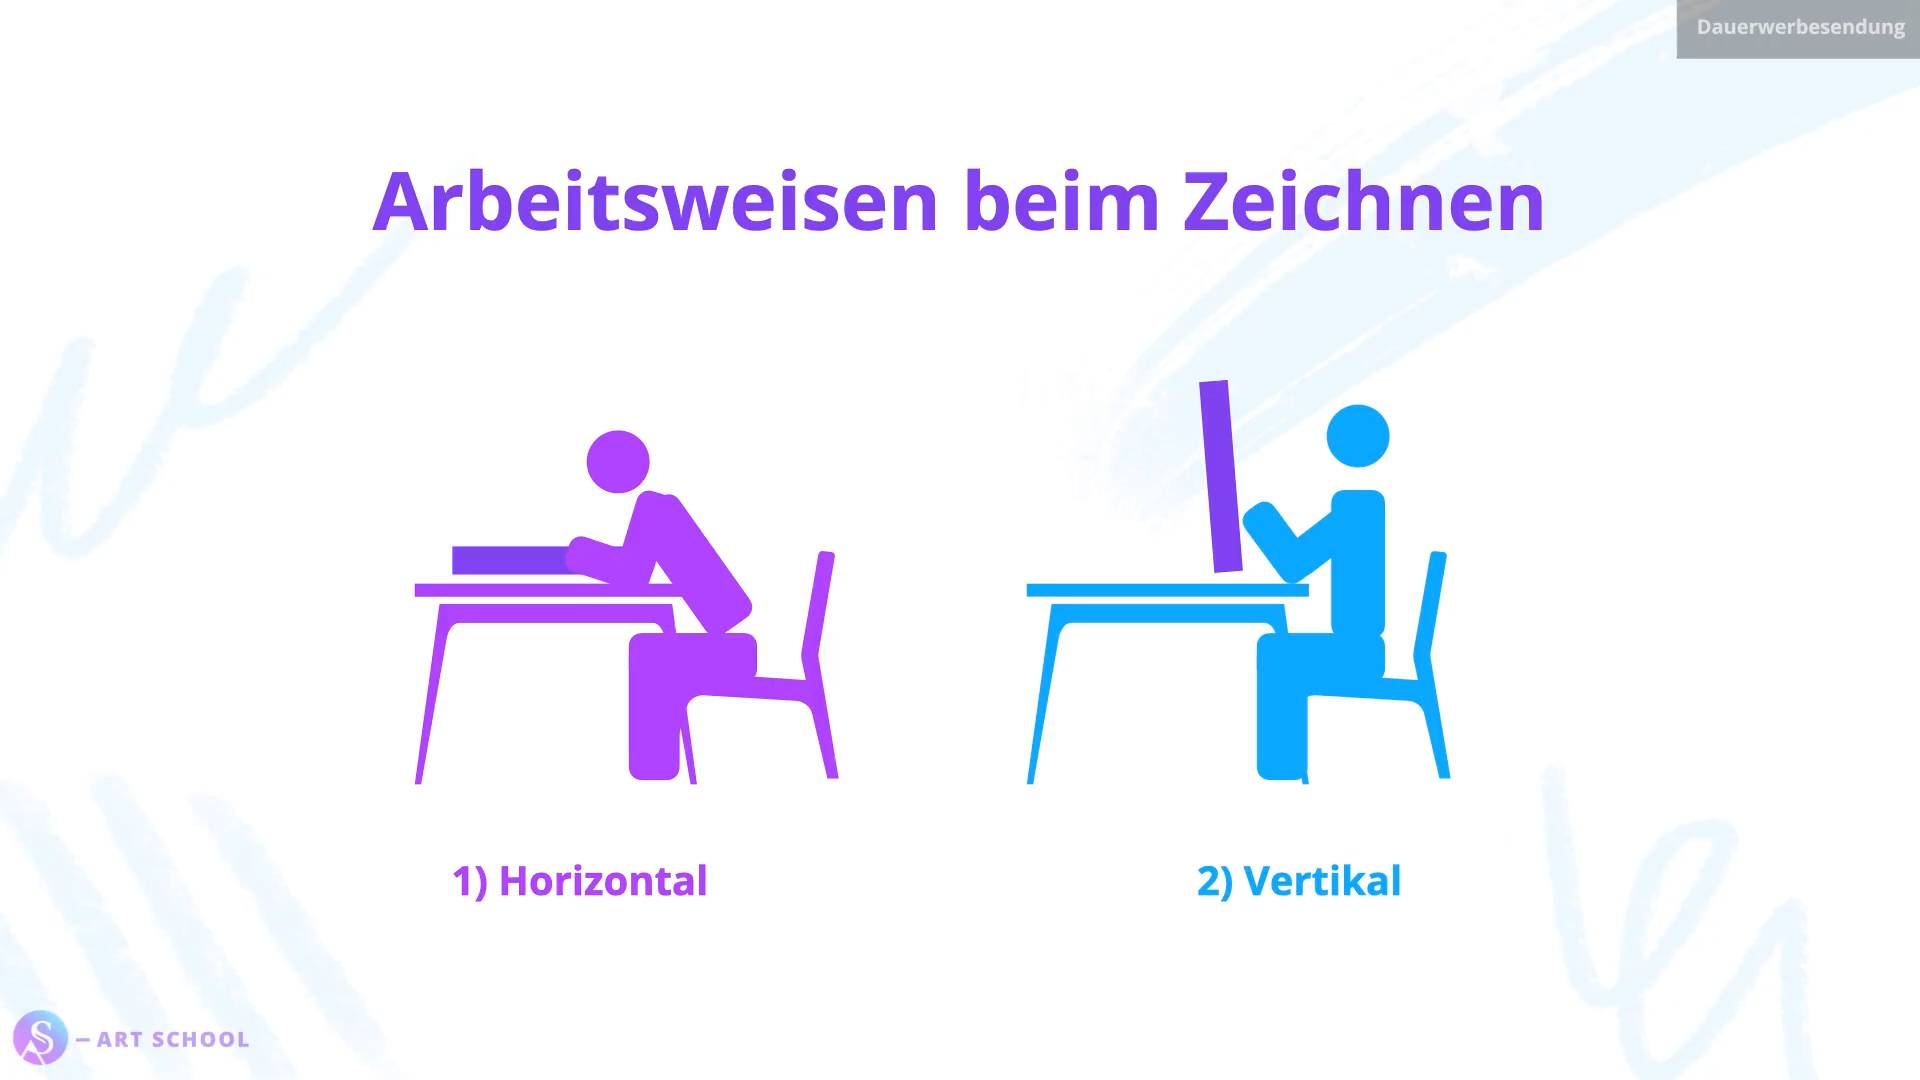 Dauerwerbesendung
Arbeitsweisen beim Zeichnen
1) Horizontal
2) Vertikal
– ART SCHOOL